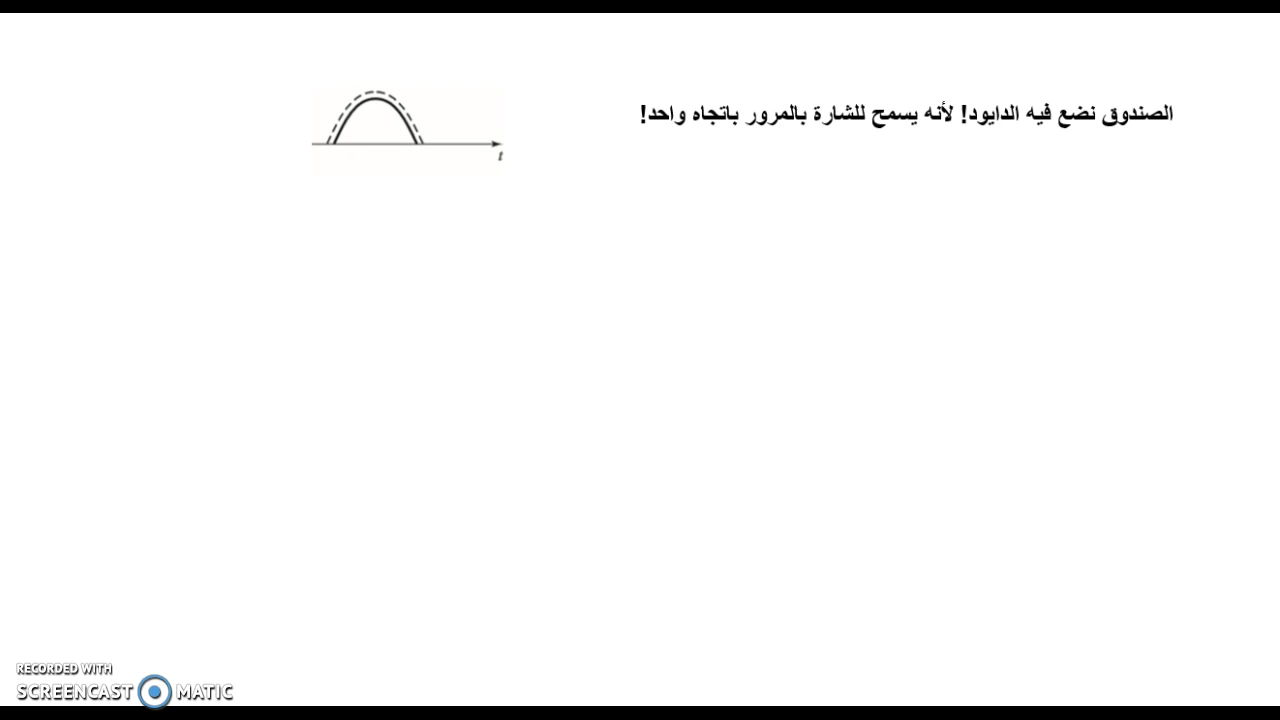 الصندوق نضع فيه الدايود! لأنه يسمح للشارة بالمرور باتجاه واحد!
t
RECORDED WITH
SCREENCAST MATIC